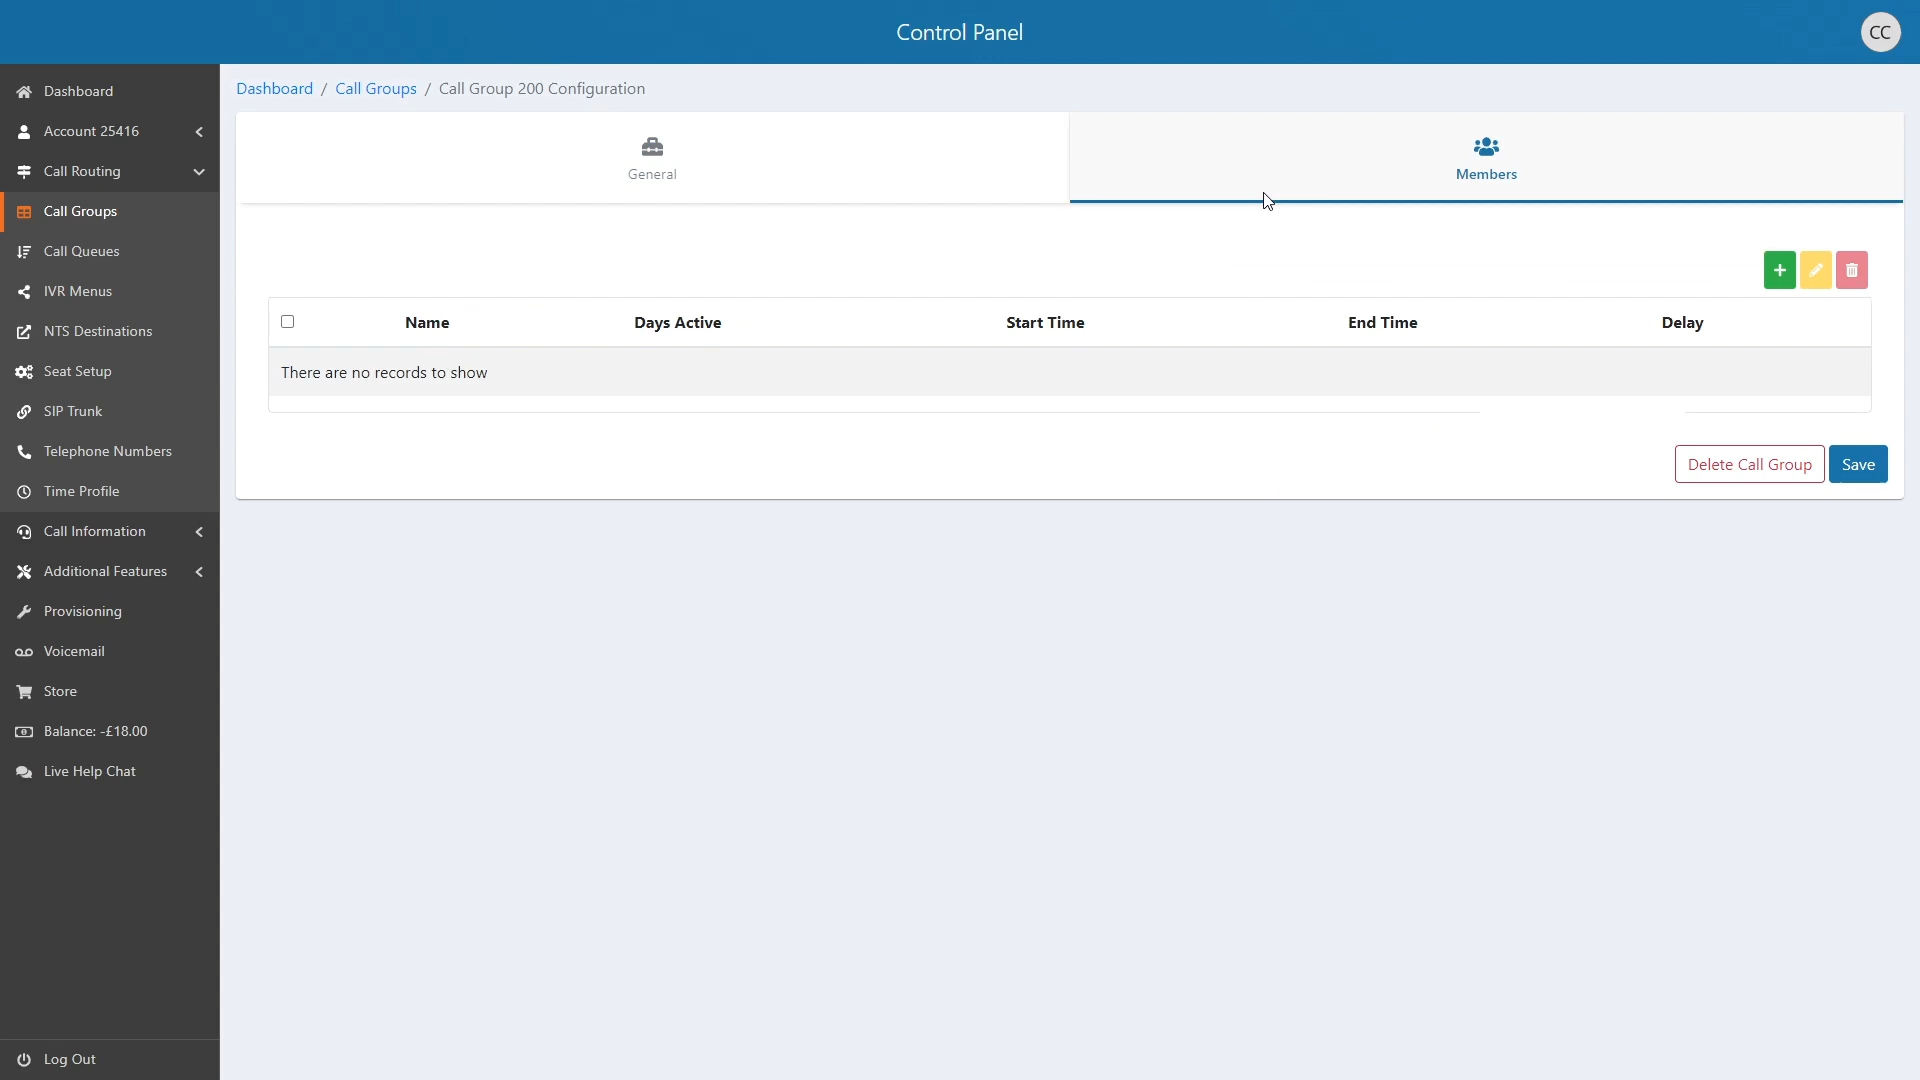 Control Panel
CC
Dashboard
Account 25416
Call Routing
Call Groups
Call Queues
IVR Menus
NTS Destinations
Seat Setup
SIP Trunk
Telephone Numbers
Time Profile
Call Information
Additional Features
Provisioning
Voicemail
Store
Balance: -£18.00
Live Help Chat
Log Out
Dashboard / Call Groups / Call Group 200 Configuration
General
Members
Name Days Active Start Time End Time Delay
There are no records to show
Delete Call Group Save